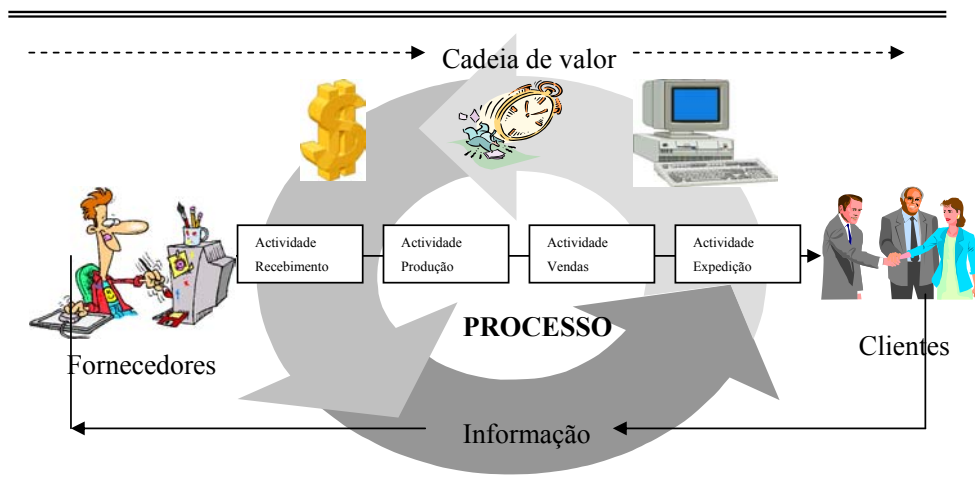 Cadeia de valor
Actividade
Recebimento
Actividade
Produção
Actividade
Vendas
Actividade
Expedição
PROCESSO
Fornecedores
Clientes
Informação